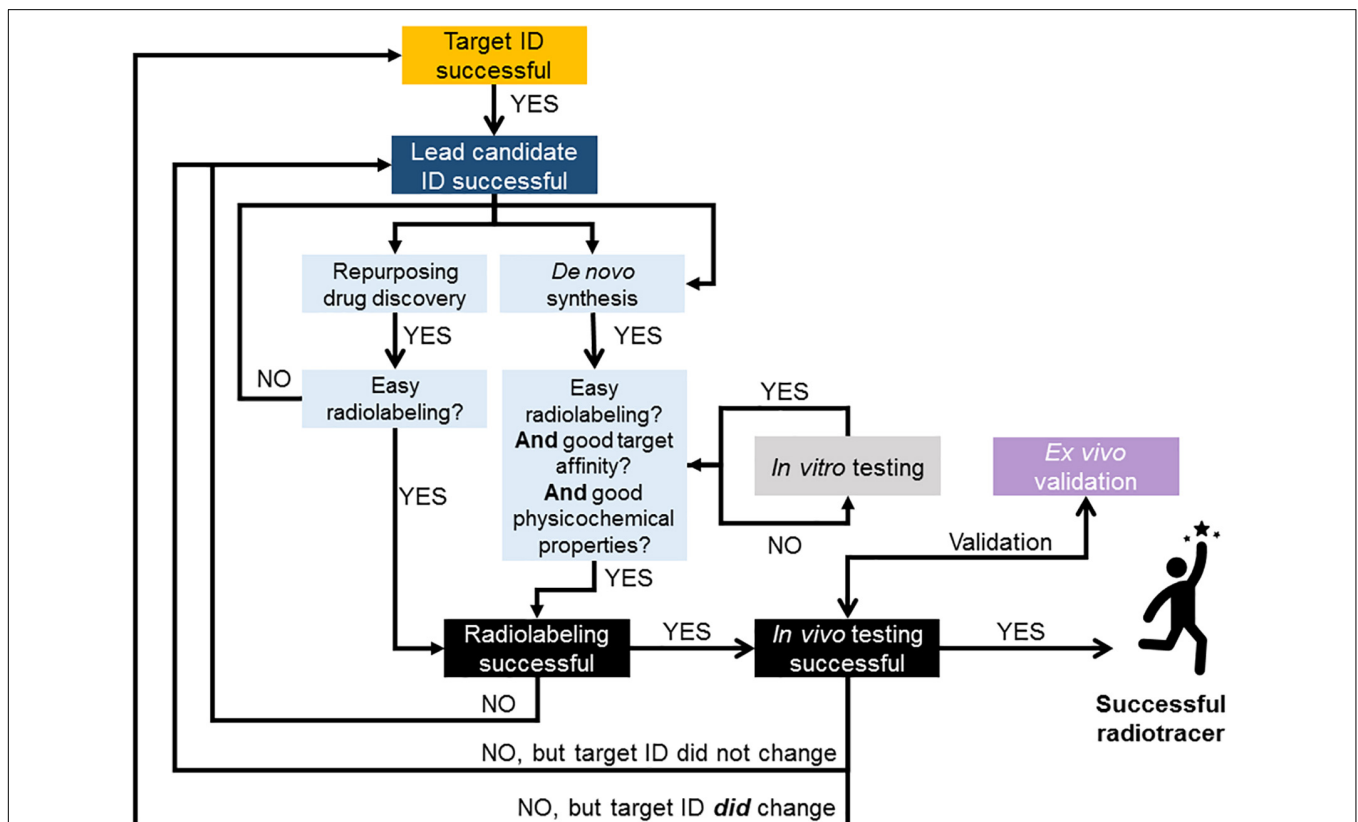 Target ID
successful
YES
Lead candidate
ID successful
Repurposing
drug discovery
De novo
synthesis
YES
YES
NO
Easy
radiolabeling?
Easy
radiolabeling?
And good target
affinity?
And good
physicochemical
properties?
YES
In vitro testing
NO
Ex vivo
validation
YES
Validation
YES
Radiolabeling
successful
YES
In vivo testing
successful
YES
Successful
radiotracer
NO
NO, but target ID did not change
NO, but target ID did change